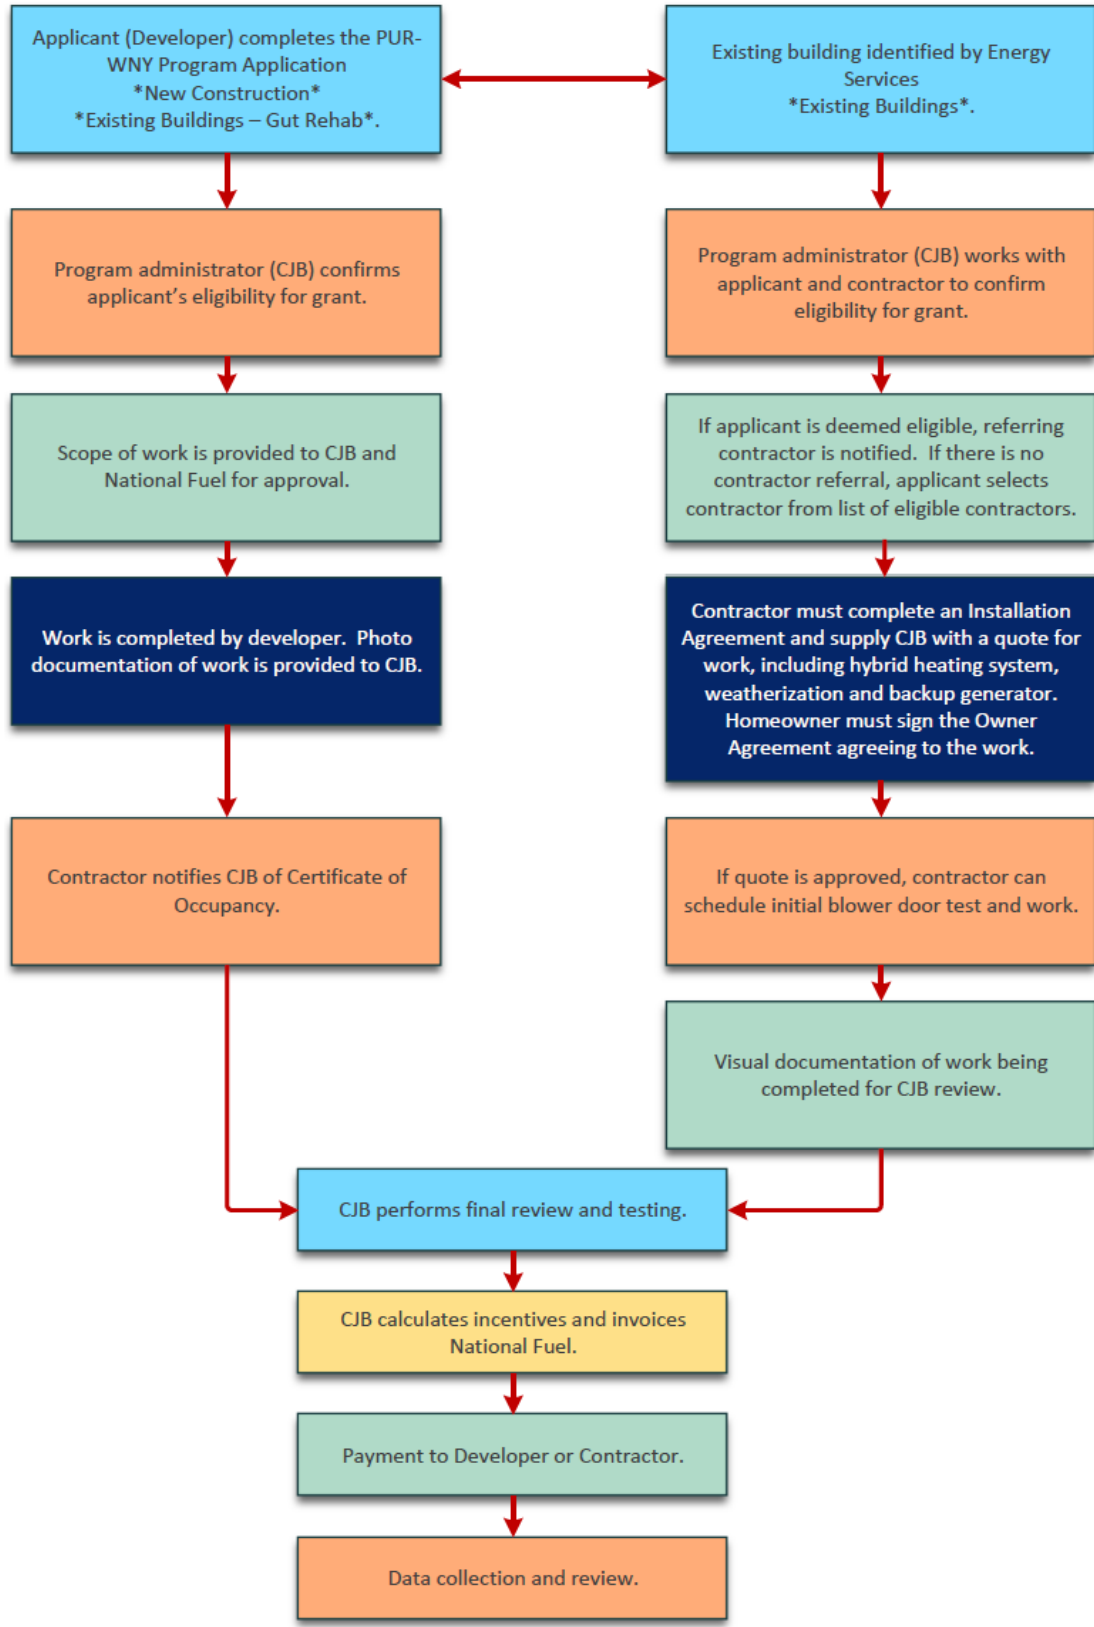 Applicant (Developer) completes the PUR-
WNY Program Application
*New Construction*
*Existing Buildings – Gut Rehab*.
Existing building identified by Energy
Services
*Existing Buildings*.
Program administrator (CJB) confirms
applicant’s eligibility for grant.
Program administrator (CJB) works with
applicant and contractor to confirm
eligibility for grant.
Scope of work is provided to CJB and
National Fuel for approval.
If applicant is deemed eligible, referring
contractor is notified.  If there is no
contractor referral, applicant selects
contractor from list of eligible contractors.
Work is completed by developer.  Photo
documentation of work is provided to CJB.
Contractor must complete an Installation
Agreement and supply CJB with a quote for
work, including hybrid heating system,
weatherization and backup generator.
Homeowner must sign the Owner
Agreement agreeing to the work.
Contractor notifies CJB of Certificate of
Occupancy.
If quote is approved, contractor can
schedule initial blower door test and work.
Visual documentation of work being
completed for CJB review.
CJB performs final review and testing.
CJB calculates incentives and invoices
National Fuel.
Payment to Developer or Contractor.
Data collection and review.